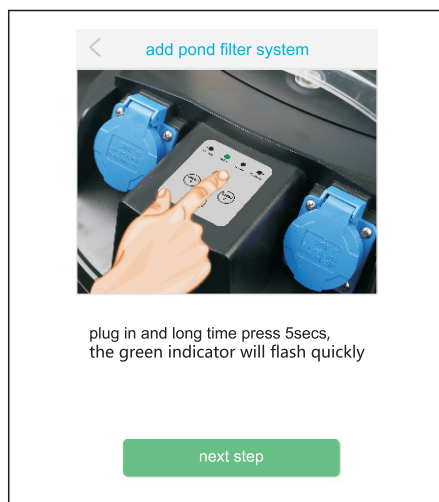 add pond filter system
plug in and long time press 5secs,
the green indicator will flash quickly
next step